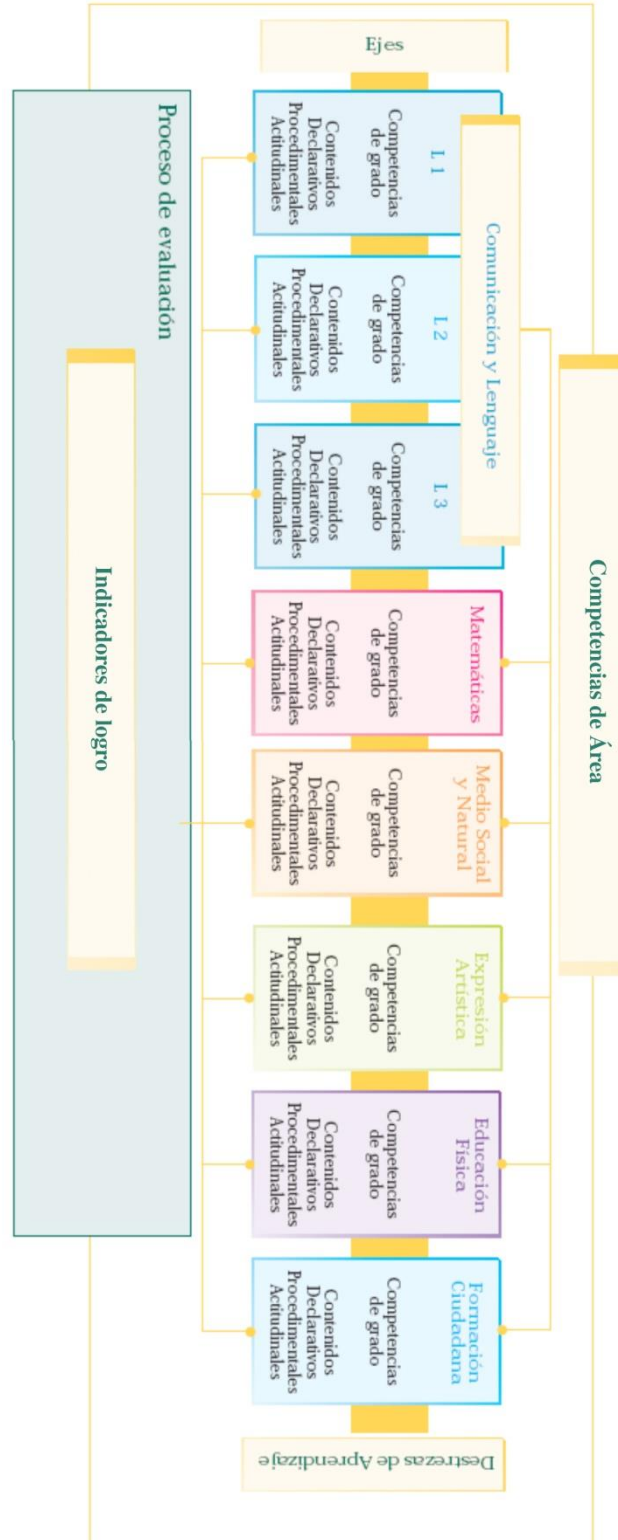 Competencias de Área
Comunicación y Lenguaje
Ejes
L 1
Competencias
de grado
Contenidos
Declarativos
Procedimentales
Actitudinales
L 2
Competencias
de grado
Contenidos
Declarativos
Procedimentales
Actitudinales
L 3
Competencias
de grado
Contenidos
Declarativos
Procedimentales
Actitudinales
Matemáticas
Competencias
de grado
Contenidos
Declarativos
Procedimentales
Actitudinales
Medio Social
y Natural
Competencias
de grado
Contenidos
Declarativos
Procedimentales
Actitudinales
Expresión
Artística
Competencias
de grado
Contenidos
Declarativos
Procedimentales
Actitudinales
Educación
Física
Competencias
de grado
Contenidos
Declarativos
Procedimentales
Actitudinales
Formación
Ciudadana
Competencias
de grado
Contenidos
Declarativos
Procedimentales
Actitudinales
Destrezas de Aprendizaje
Proceso de evaluación
Indicadores de logro